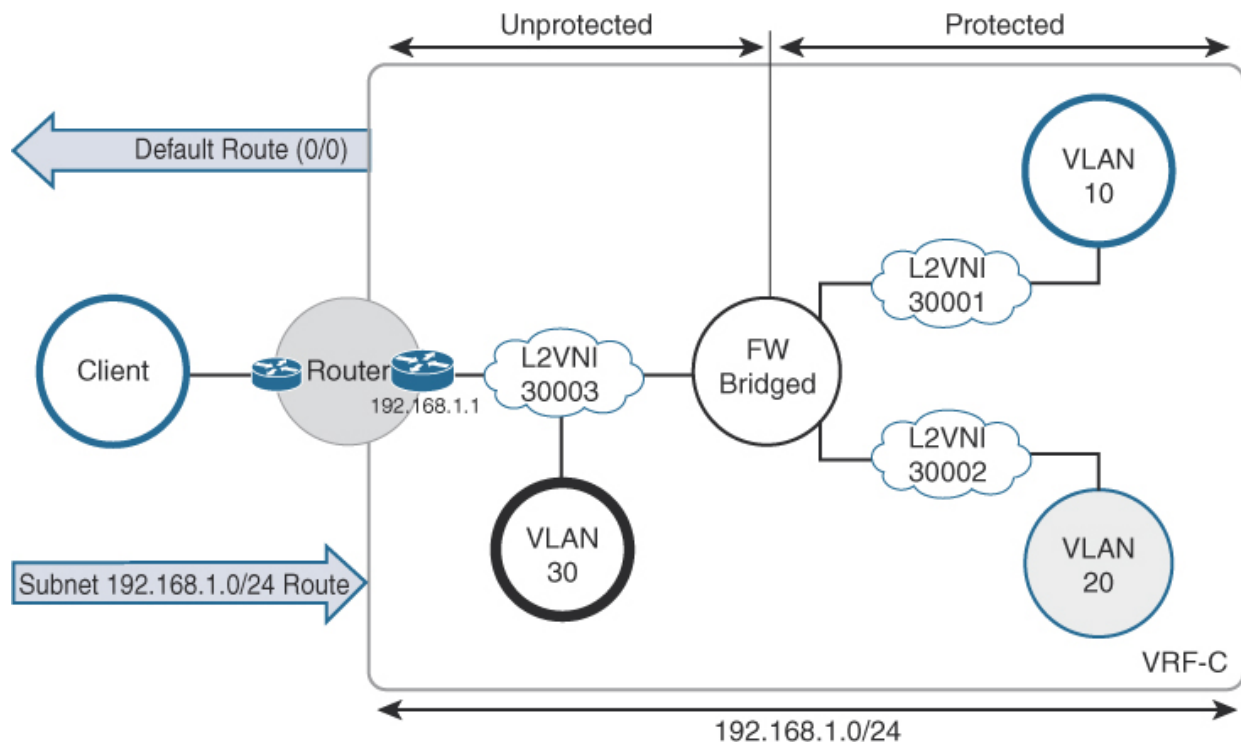 Unprotected
Protected
Default Route (0/0)
VLAN
10
L2VNI
30001
Client
Router
192.168.1.1
L2VNI
30003
FW
Bridged
L2VNI
30002
VLAN
30
VLAN
20
Subnet 192.168.1.0/24 Route
VRF-C
192.168.1.0/24